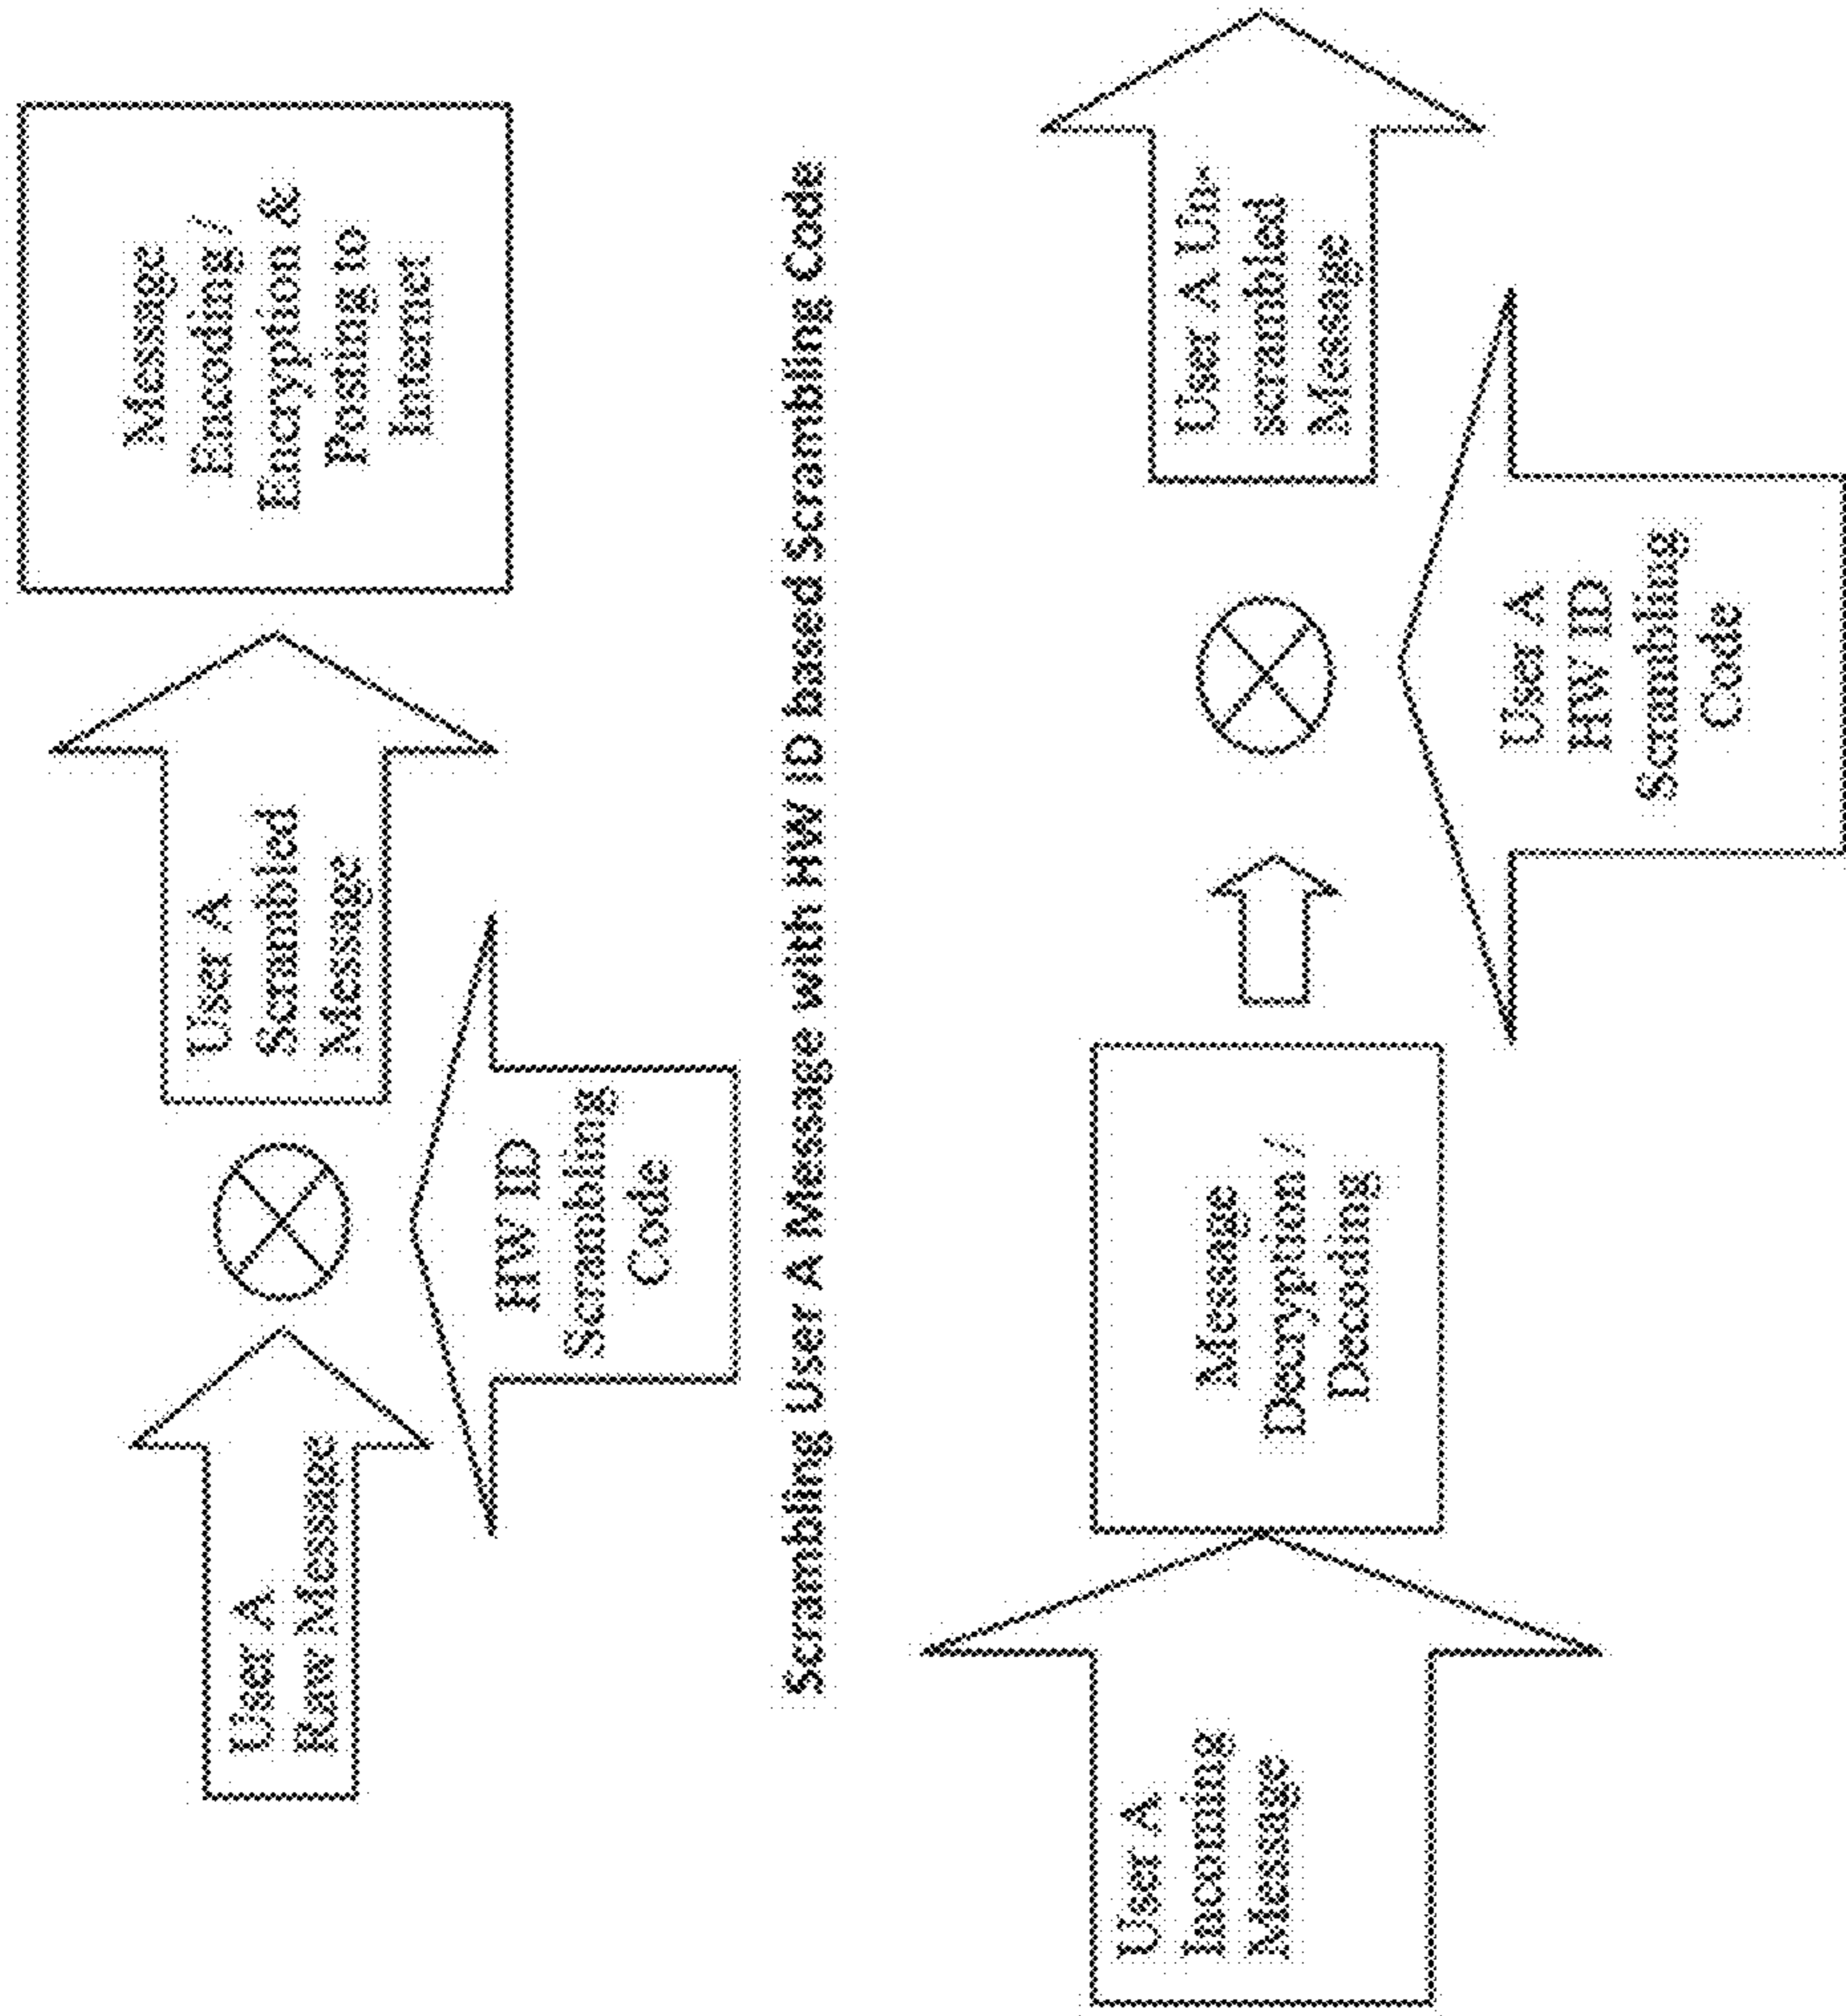 User A
Raw Message
HW ID
Scrambling
Code
User A
Scrambled
Message
Message
Encoding /
Encryption &
Posting to
Internet
Scrambling User A Message with HW ID based Scrambling Code
User A
Incoming
Message
Message
Decryption /
Decoding
User A
HW ID
Scrambling
Code
User A Un-
scrambled
Message